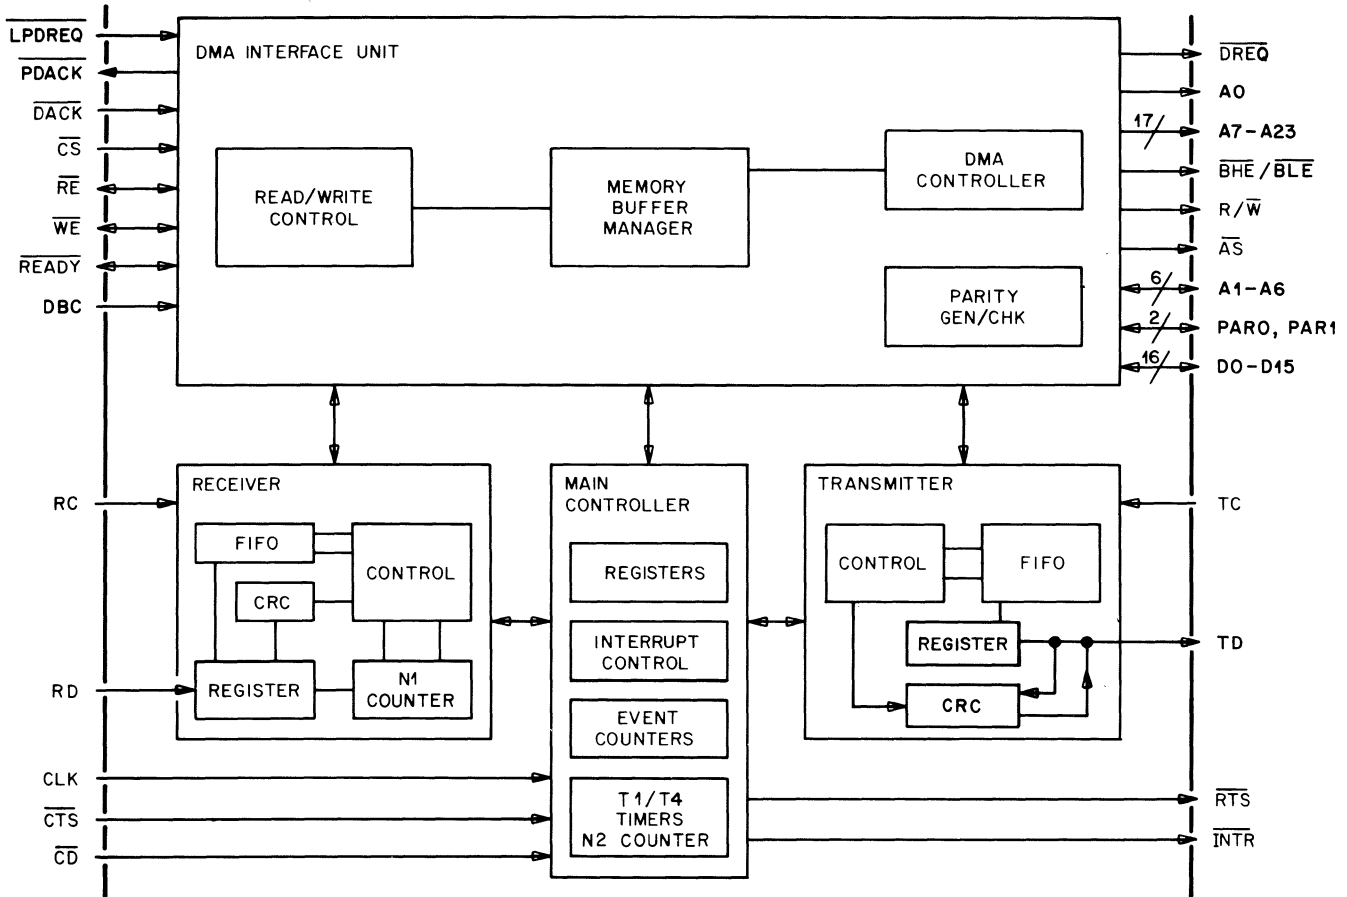 LPDREQ
PDACK
DACK
CS
RE
WE
READY
DBC
DMA INTERFACE UNIT
READ/WRITE
CONTROL
MEMORY
BUFFER
MANAGER
DMA
CONTROLLER
PARITY
GEN/CHK
DREQ
A0
17
A7-A23
BHE/BLE
R/W
AS
6
A1-A6
2
PAR0, PAR1
16
D0-D15
RC
RD
RECEIVER
FIFO
CONTROL
CRC
REGISTER
N1
COUNTER
MAIN
CONTROLLER
REGISTERS
INTERRUPT
CONTROL
EVENT
COUNTERS
T1/T4
TIMERS
N2 COUNTER
TRANSMITTER
CONTROL
FIFO
REGISTER
CRC
TC
TD
CLK
CTS
CD
RTS
INTR